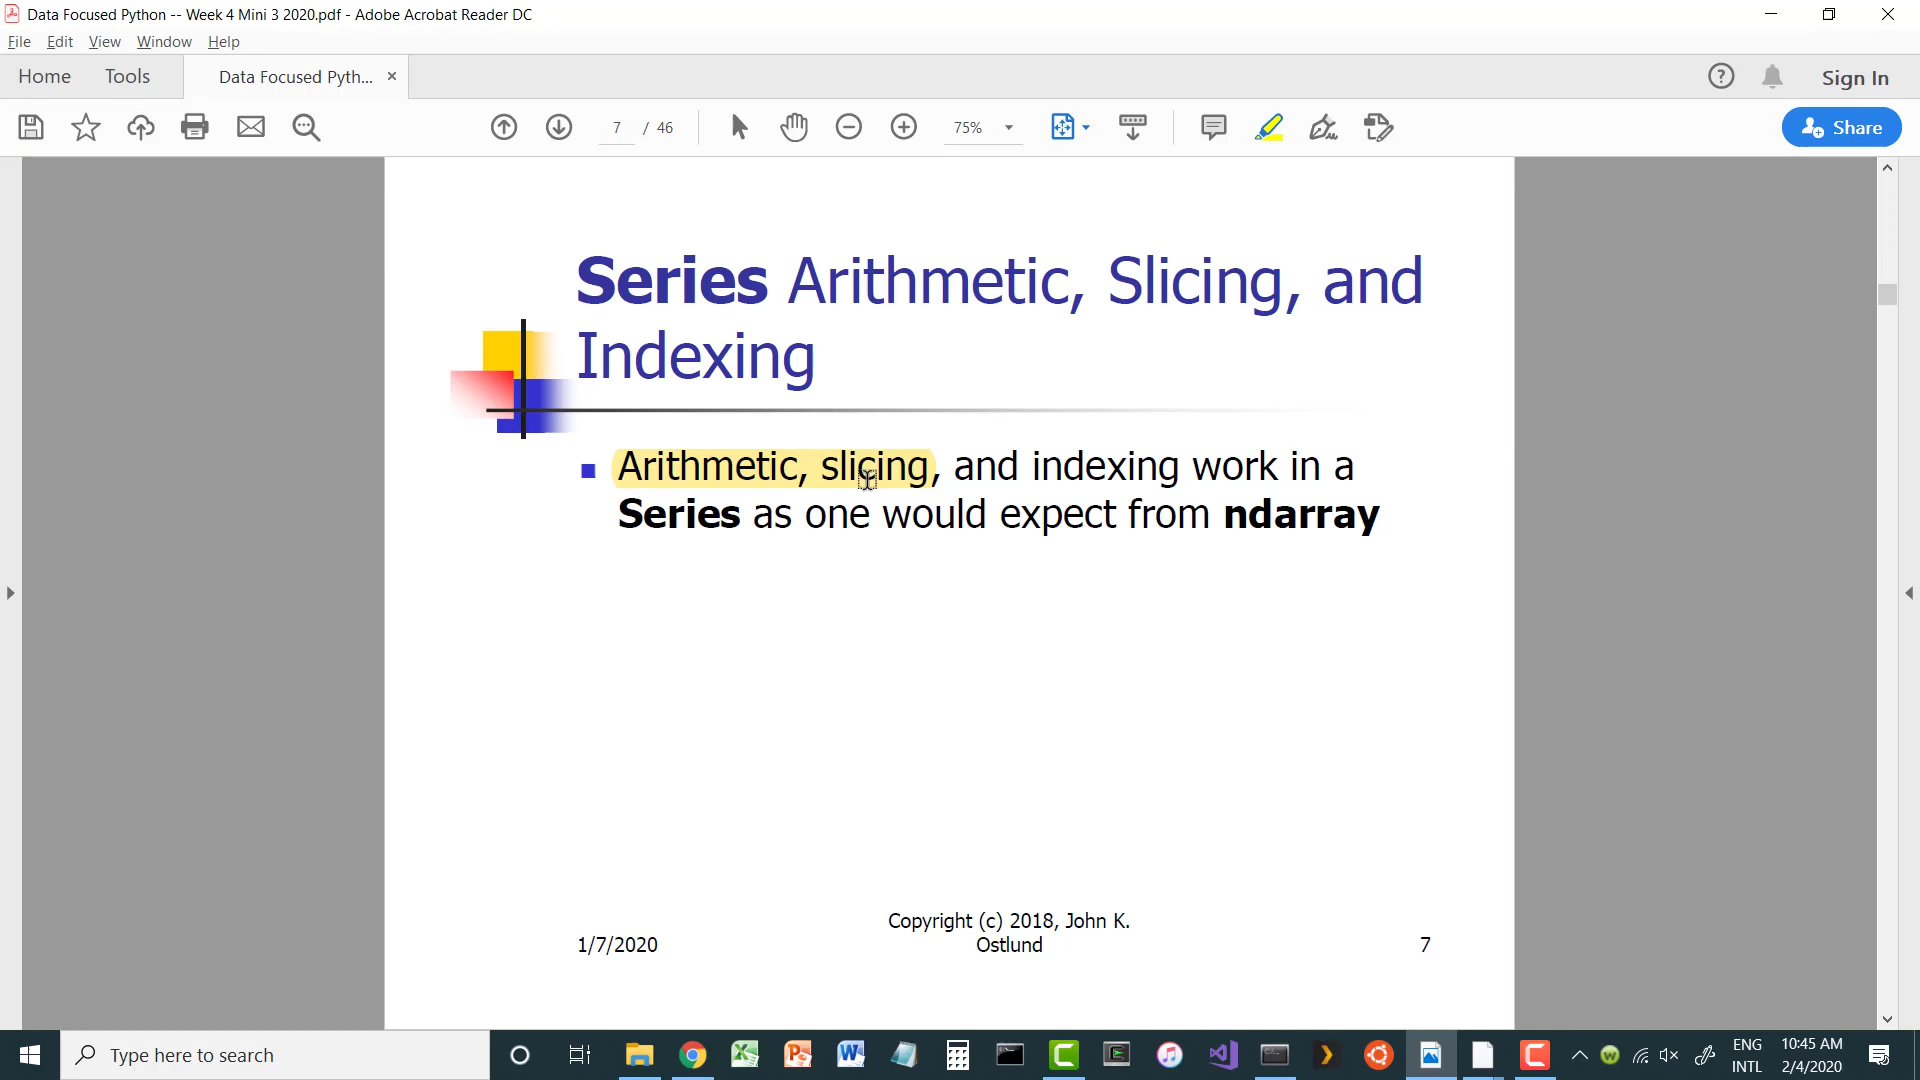 Data Focused Python -- Week 4 Mini 3 2020.pdf - Adobe Acrobat Reader DC
File Edit View Window Help
Home Tools Data Focused Pyth... × Sign In
7 / 46 75% Share
Series Arithmetic, Slicing, and
Indexing
Arithmetic, slicing, and indexing work in a
Series as one would expect from ndarray
Copyright (c) 2018, John K.
1/7/2020 Ostlund 7
Type here to search
ENG 10:45 AM
INTL 2/4/2020